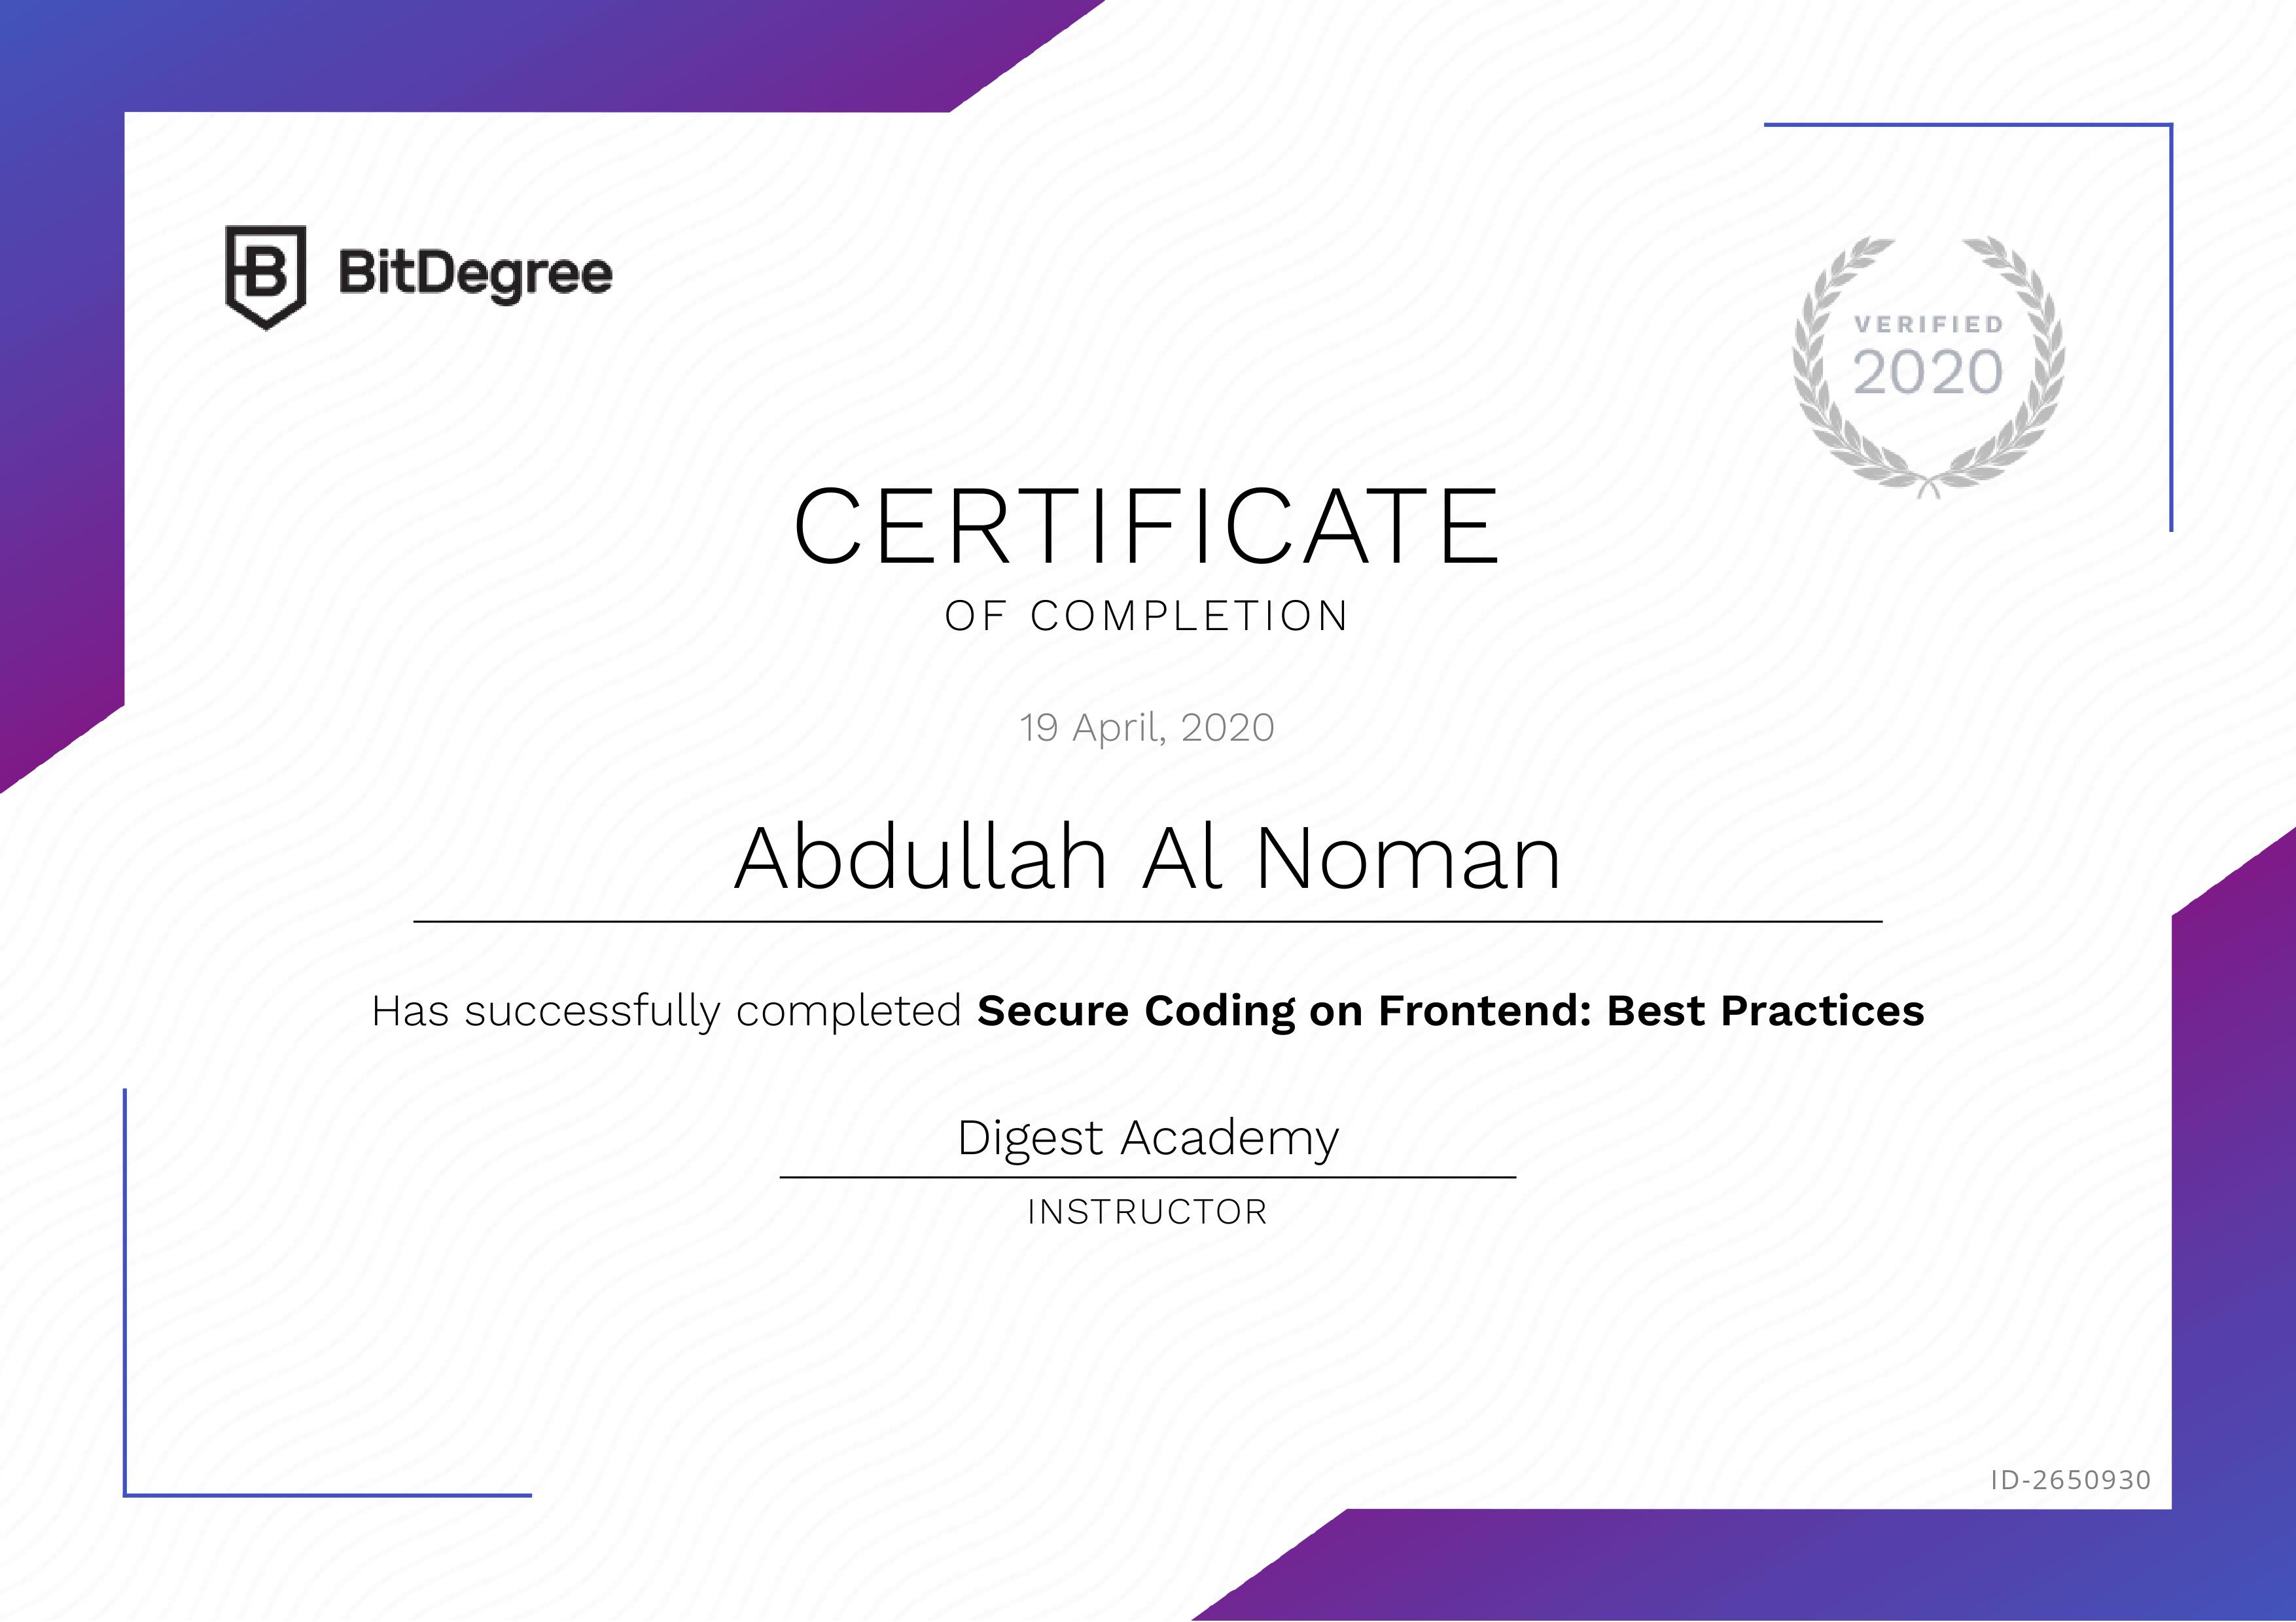 BitDegree
VERIFIED
2020
CERTIFICATE
OF COMPLETION
19 April, 2020
Abdullah Al Noman
Has successfully completed Secure Coding on Frontend: Best Practices
Digest Academy
INSTRUCTOR
ID-2650930